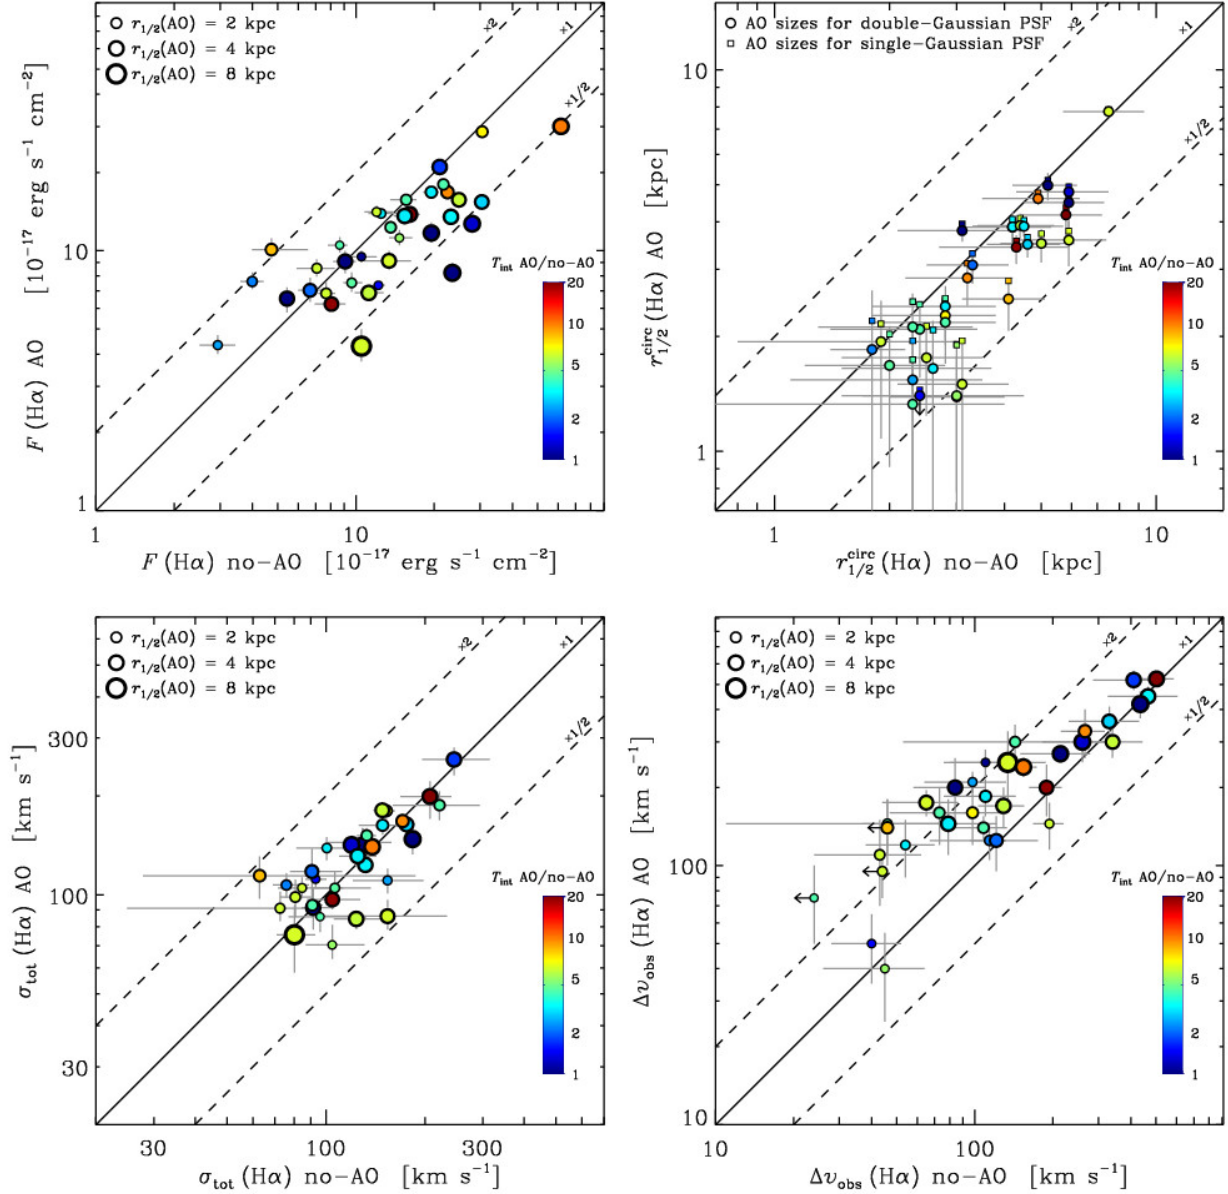 r1/2(AO) = 2 kpc
r1/2(AO) = 4 kpc
r1/2(AO) = 8 kpc
×2
×1
×1/2
F(Hα) AO [10−17 erg s−1 cm−2]
10
1
Tint AO/no-AO
20
10
5
2
1
1
10
F(Hα) no-AO [10−17 erg s−1 cm−2]
AO sizes for double-Gaussian PSF
AO sizes for single-Gaussian PSF
×2
×1
×1/2
rcirc1/2(Hα) AO [kpc]
10
1
Tint AO/no-AO
20
10
5
2
1
1
10
rcirc1/2(Hα) no-AO [kpc]
r1/2(AO) = 2 kpc
r1/2(AO) = 4 kpc
r1/2(AO) = 8 kpc
×2
×1
×1/2
σtot(Hα) AO [km s−1]
300
100
30
Tint AO/no-AO
20
10
5
2
1
30
100
300
σtot(Hα) no-AO [km s−1]
r1/2(AO) = 2 kpc
r1/2(AO) = 4 kpc
r1/2(AO) = 8 kpc
×2
×1
×1/2
Δvobs(Hα) AO [km s−1]
100
10
Tint AO/no-AO
20
10
5
2
1
10
100
Δvobs(Hα) no-AO [km s−1]